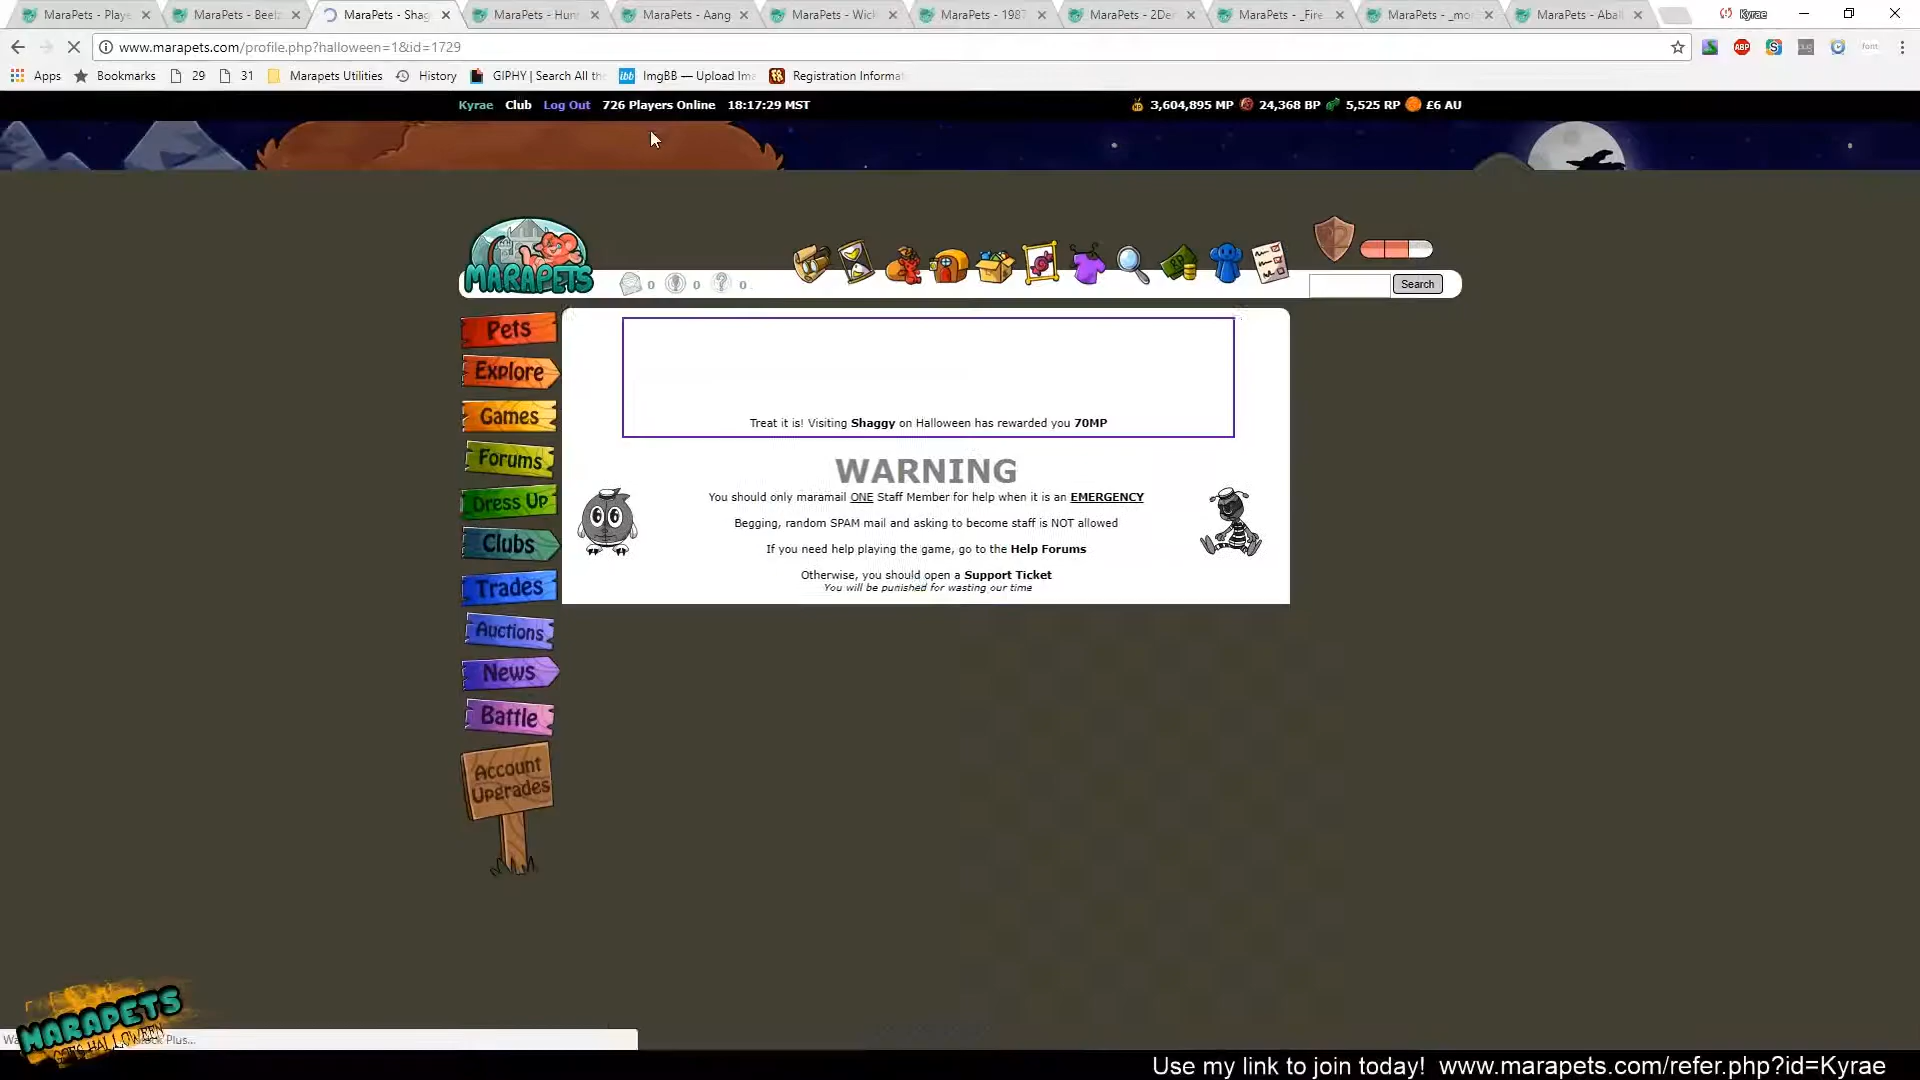 MaraPets - Playe
MaraPets - Beelz
MaraPets - Shag
MaraPets - Hun
MaraPets - Aang
MaraPets - Wick
MaraPets - 1987
MaraPets - 2De
MaraPets - _Fire
MaraPets - _mo
MaraPets - Abal
Kyrae
www.marapets.com/profile.php?halloween=1&id=1729
Apps Bookmarks 29 31 Marapets Utilities History GIPHY | Search All th ImgBB — Upload Im Registration Informa
Kyrae Club Log Out 726 Players Online 18:17:29 MST 3,604,895 MP 24,368 BP 5,525 RP £6 AU
MARAPETS
0 0 0
Search
Pets
Explore
Games
Forums
Dress Up
Clubs
Trades
Auctions
News
Battle
Account
Upgrades
Treat it is! Visiting Shaggy on Halloween has rewarded you 70MP
WARNING
You should only maramail ONE Staff Member for help when it is an EMERGENCY
Begging, random SPAM mail and asking to become staff is NOT allowed
If you need help playing the game, go to the Help Forums
Otherwise, you should open a Support Ticket
You will be punished for wasting our time
MARAPETS
GOES HALLOWEEN
Plus...
Use my link to join today! www.marapets.com/refer.php?id=Kyrae